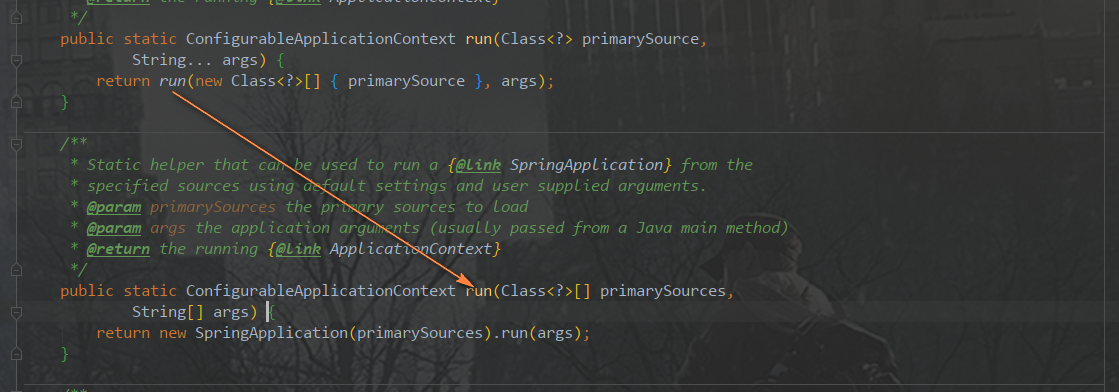 @return the running {@link ApplicationContext}
*/
public static ConfigurableApplicationContext run(Class<?> primarySource,
String... args) {
return run(new Class<?>[] { primarySource }, args);
}
/**
* Static helper that can be used to run a {@link SpringApplication} from the
* specified sources using default settings and user supplied arguments.
* @param primarySources the primary sources to load
* @param args the application arguments (usually passed from a Java main method)
* @return the running {@link ApplicationContext}
*/
public static ConfigurableApplicationContext run(Class<?>[] primarySources,
String[] args) {
return new SpringApplication(primarySources).run(args);
}
/**